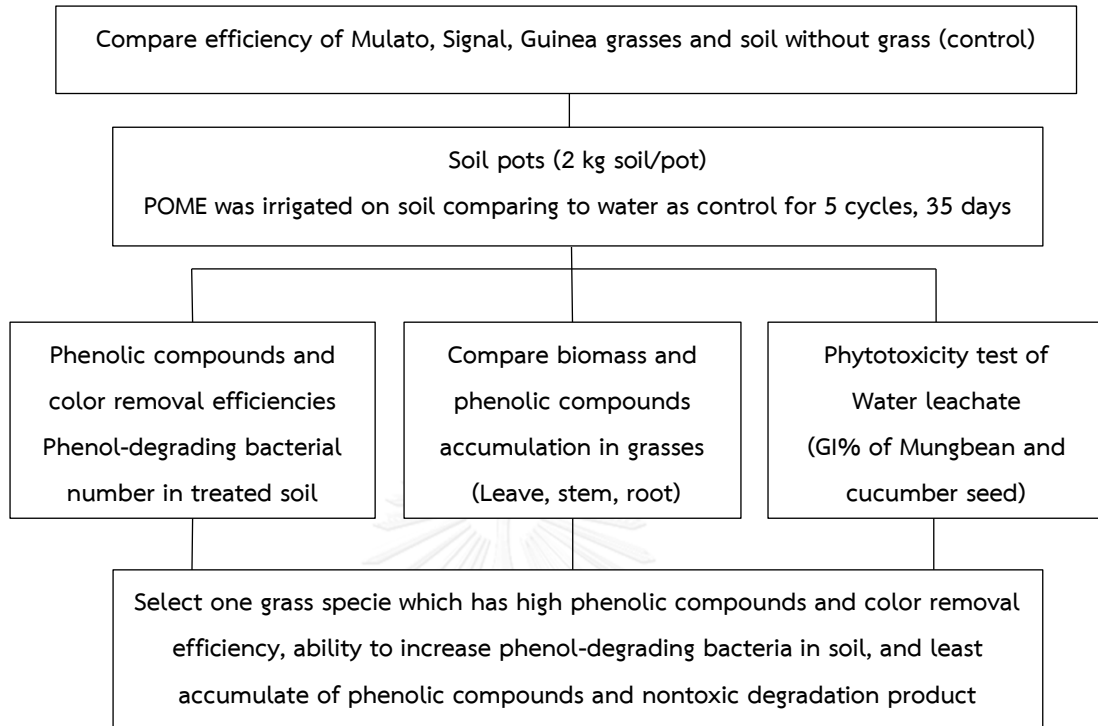 Compare efficiency of Mulato, Signal, Guinea grasses and soil without grass (control)
Soil pots (2 kg soil/pot)
POME was irrigated on soil comparing to water as control for 5 cycles, 35 days
Phenolic compounds and
color removal efficiencies
Phenol-degrading bacterial
number in treated soil
Compare biomass and
phenolic compounds
accumulation in grasses
(Leave, stem, root)
Phytotoxicity test of
Water leachate
(GI% of Mungbean and
cucumber seed)
Select one grass specie which has high phenolic compounds and color removal
efficiency, ability to increase phenol-degrading bacteria in soil, and least
accumulate of phenolic compounds and nontoxic degradation product